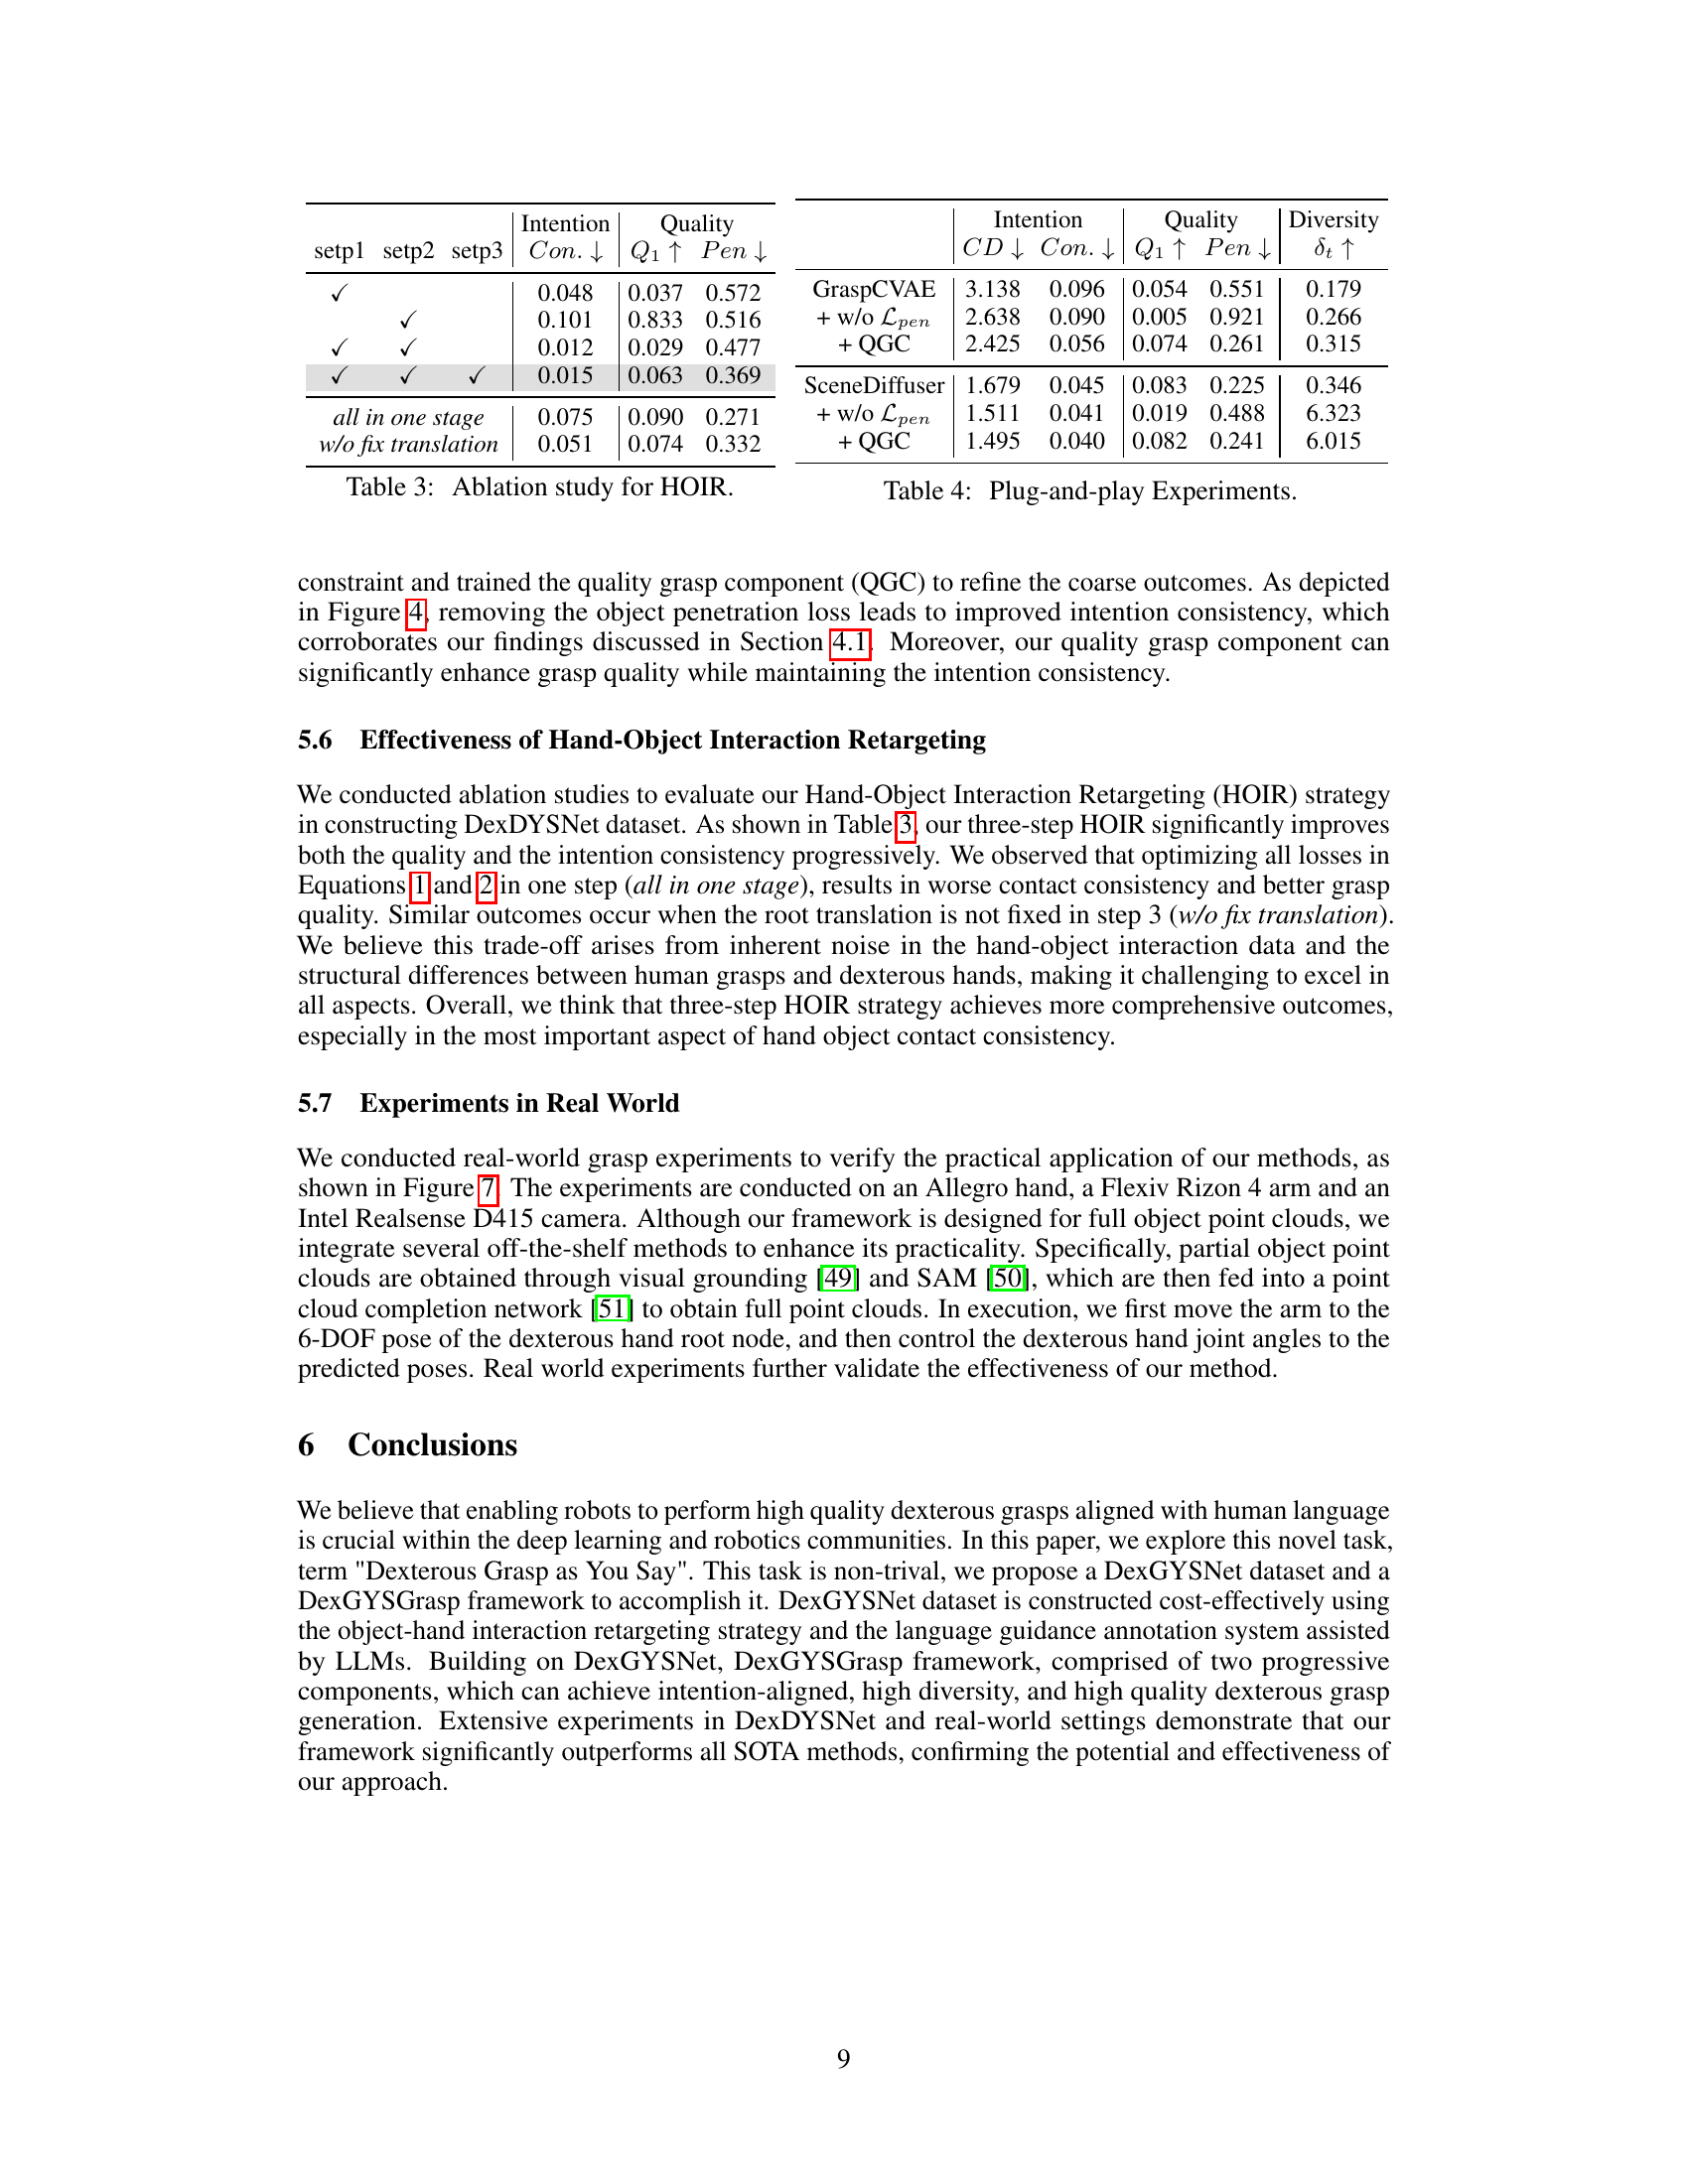 Intention Quality
setp1 setp2 setp3 Con. ↓ Q1 ↑ Pen ↓
✓ 0.048 0.037 0.572
✓ 0.101 0.833 0.516
✓ ✓ 0.012 0.029 0.477
✓ ✓ ✓ 0.015 0.063 0.369
all in one stage 0.075 0.090 0.271
w/o fix translation 0.051 0.074 0.332
Table 3: Ablation study for HOIR.
Intention Quality Diversity
CD ↓ Con. ↓ Q1 ↑ Pen ↓ δt ↑
GraspCVAE 3.138 0.096 0.054 0.551 0.179
+ w/o Lpen 2.638 0.090 0.005 0.921 0.266
+ QGC 2.425 0.056 0.074 0.261 0.315
SceneDiffuser 1.679 0.045 0.083 0.225 0.346
+ w/o Lpen 1.511 0.041 0.019 0.488 6.323
+ QGC 1.495 0.040 0.082 0.241 6.015
Table 4: Plug-and-play Experiments.
constraint and trained the quality grasp component (QGC) to refine the coarse outcomes. As depicted
in Figure 4, removing the object penetration loss leads to improved intention consistency, which
corroborates our findings discussed in Section 4.1. Moreover, our quality grasp component can
significantly enhance grasp quality while maintaining the intention consistency.
5.6 Effectiveness of Hand-Object Interaction Retargeting
We conducted ablation studies to evaluate our Hand-Object Interaction Retargeting (HOIR) strategy
in constructing DexDYSNet dataset. As shown in Table 3, our three-step HOIR significantly improves
both the quality and the intention consistency progressively. We observed that optimizing all losses in
Equations 1 and 2 in one step (all in one stage), results in worse contact consistency and better grasp
quality. Similar outcomes occur when the root translation is not fixed in step 3 (w/o fix translation).
We believe this trade-off arises from inherent noise in the hand-object interaction data and the
structural differences between human grasps and dexterous hands, making it challenging to excel in
all aspects. Overall, we think that three-step HOIR strategy achieves more comprehensive outcomes,
especially in the most important aspect of hand object contact consistency.
5.7 Experiments in Real World
We conducted real-world grasp experiments to verify the practical application of our methods, as
shown in Figure 7. The experiments are conducted on an Allegro hand, a Flexiv Rizon 4 arm and an
Intel Realsense D415 camera. Although our framework is designed for full object point clouds, we
integrate several off-the-shelf methods to enhance its practicality. Specifically, partial object point
clouds are obtained through visual grounding [49] and SAM [50], which are then fed into a point
cloud completion network [51] to obtain full point clouds. In execution, we first move the arm to the
6-DOF pose of the dexterous hand root node, and then control the dexterous hand joint angles to the
predicted poses. Real world experiments further validate the effectiveness of our method.
6 Conclusions
We believe that enabling robots to perform high quality dexterous grasps aligned with human language
is crucial within the deep learning and robotics communities. In this paper, we explore this novel task,
term "Dexterous Grasp as You Say". This task is non-trival, we propose a DexGYSNet dataset and a
DexGYSGrasp framework to accomplish it. DexGYSNet dataset is constructed cost-effectively using
the object-hand interaction retargeting strategy and the language guidance annotation system assisted
by LLMs. Building on DexGYSNet, DexGYSGrasp framework, comprised of two progressive
components, which can achieve intention-aligned, high diversity, and high quality dexterous grasp
generation. Extensive experiments in DexDYSNet and real-world settings demonstrate that our
framework significantly outperforms all SOTA methods, confirming the potential and effectiveness of
our approach.
9